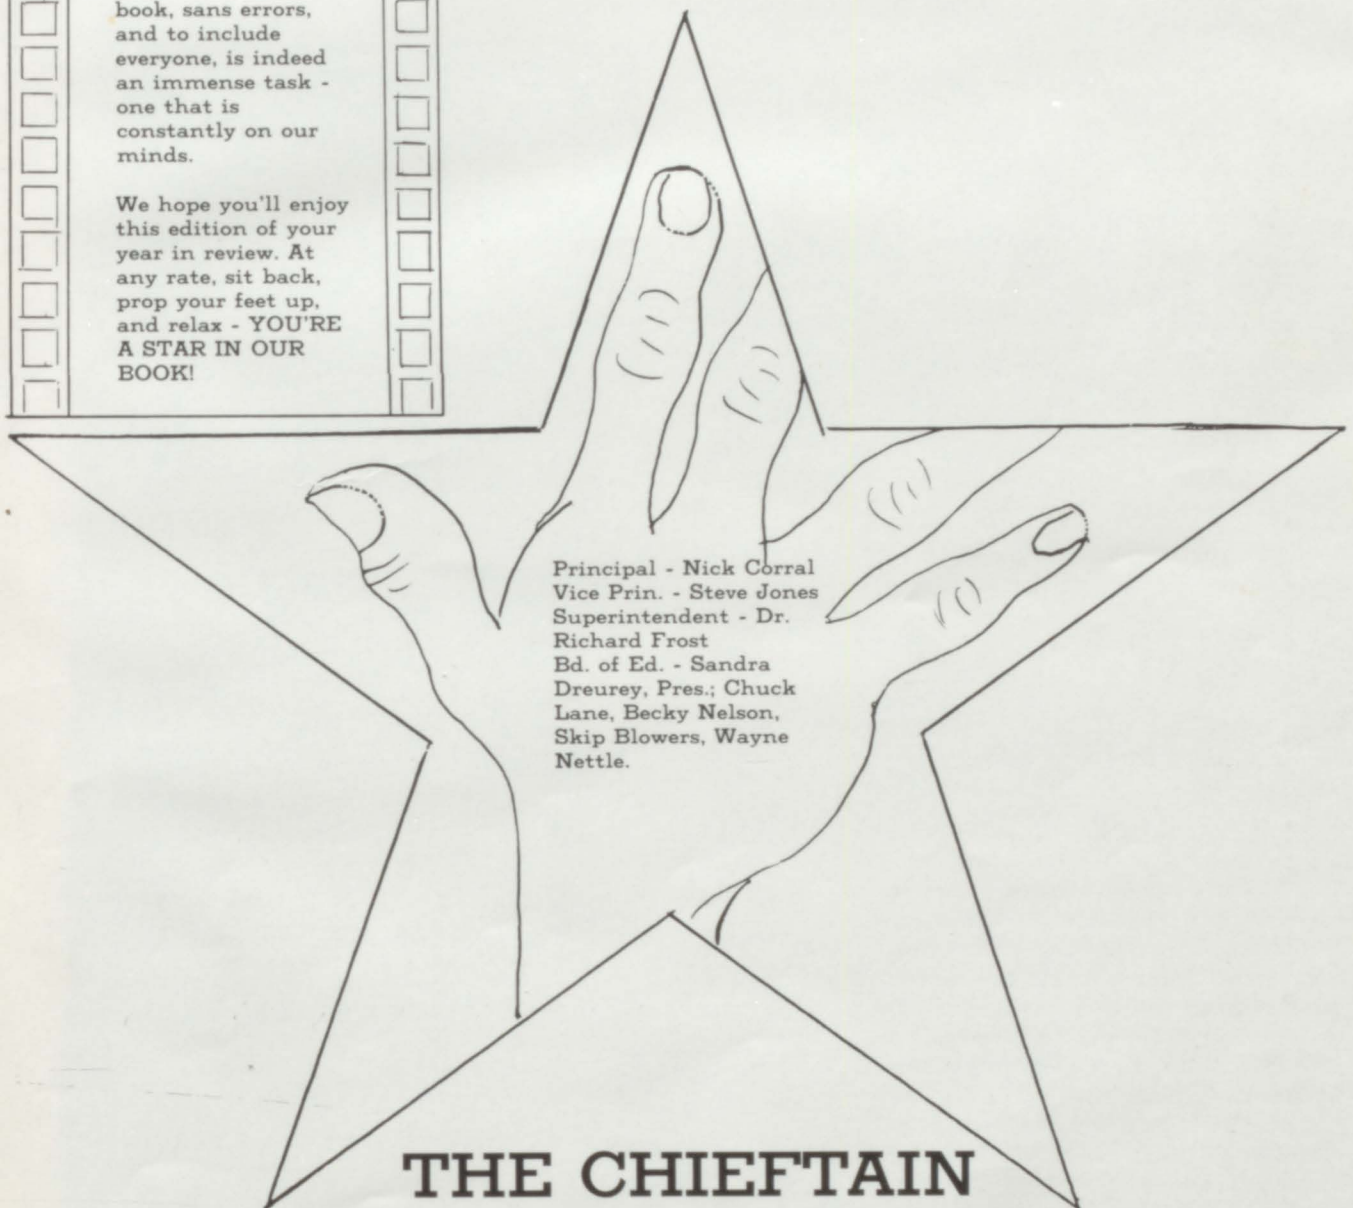 book, sans errors,
and to include
everyone, is indeed
an immense task -
one that is
constantly on our
minds.
We hope you'll enjoy
this edition of your
year in review. At
any rate, sit back,
prop your feet up,
and relax - YOU'RE
A STAR IN OUR
BOOK!
Principal - Nick Corral
Vice Prin. - Steve Jones
Superintendent - Dr.
Richard Frost
Bd. of Ed. - Sandra
Dreurey, Pres.; Chuck
Lane, Becky Nelson,
Skip Blowers, Wayne
Nettle.
THE CHIEFTAIN